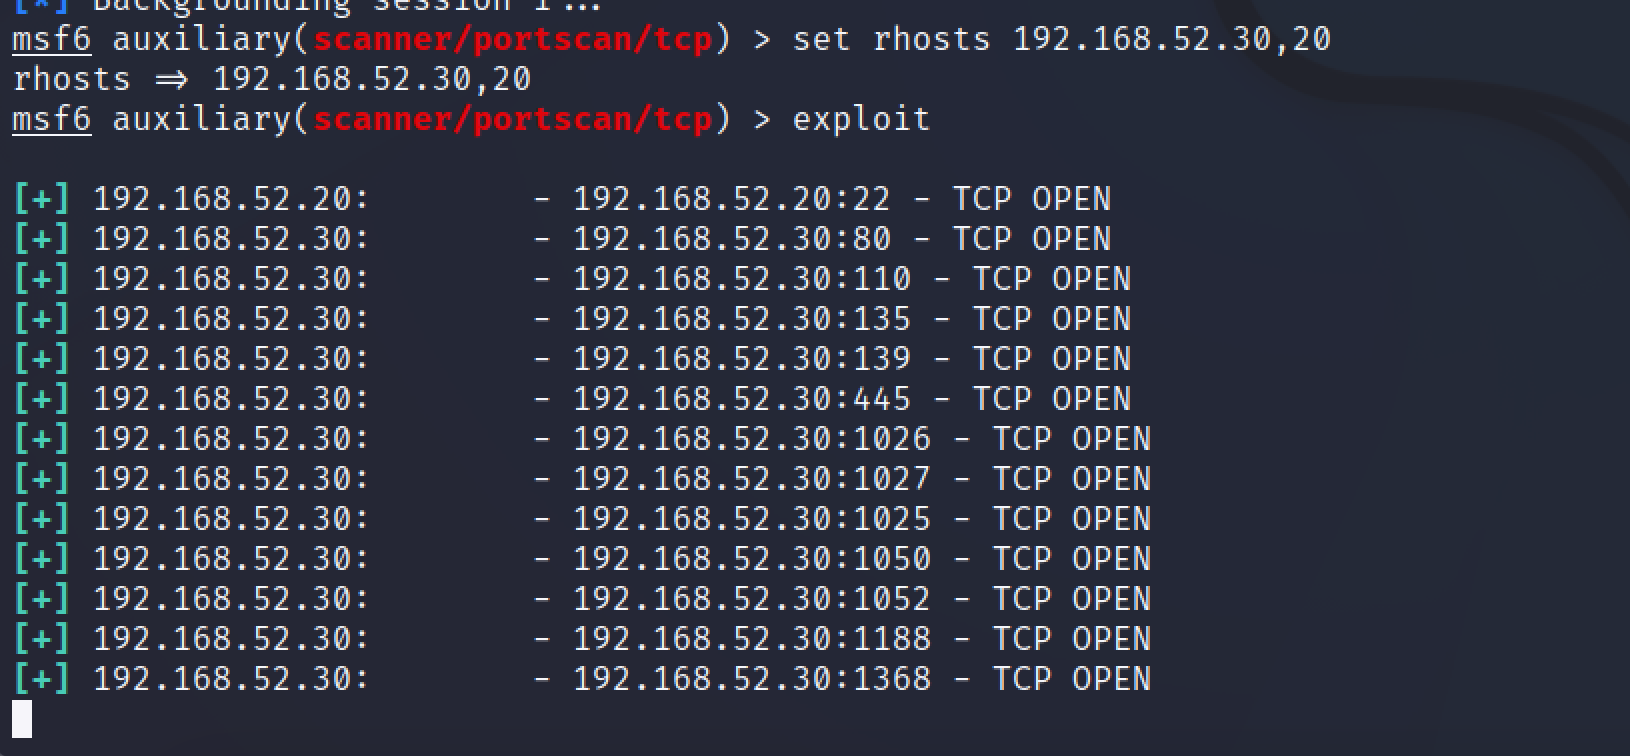 [*] Backgrounding session 1...
msf6 auxiliary(scanner/portscan/tcp) > set rhosts 192.168.52.30,20
rhosts ⇒ 192.168.52.30,20
msf6 auxiliary(scanner/portscan/tcp) > exploit
[+] 192.168.52.20: - 192.168.52.20:22 - TCP OPEN
[+] 192.168.52.30: - 192.168.52.30:80 - TCP OPEN
[+] 192.168.52.30: - 192.168.52.30:110 - TCP OPEN
[+] 192.168.52.30: - 192.168.52.30:135 - TCP OPEN
[+] 192.168.52.30: - 192.168.52.30:139 - TCP OPEN
[+] 192.168.52.30: - 192.168.52.30:445 - TCP OPEN
[+] 192.168.52.30: - 192.168.52.30:1026 - TCP OPEN
[+] 192.168.52.30: - 192.168.52.30:1027 - TCP OPEN
[+] 192.168.52.30: - 192.168.52.30:1025 - TCP OPEN
[+] 192.168.52.30: - 192.168.52.30:1050 - TCP OPEN
[+] 192.168.52.30: - 192.168.52.30:1052 - TCP OPEN
[+] 192.168.52.30: - 192.168.52.30:1188 - TCP OPEN
[+] 192.168.52.30: - 192.168.52.30:1368 - TCP OPEN